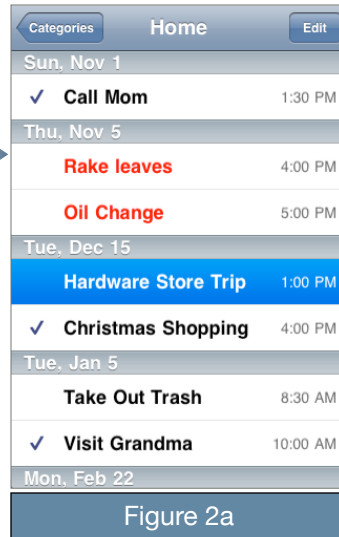 Categories Home Edit
Sun, Nov 1
✓ Call Mom 1:30 PM
Thu, Nov 5
Rake leaves 4:00 PM
Oil Change 5:00 PM
Tue, Dec 15
Hardware Store Trip 1:00 PM
✓ Christmas Shopping 4:00 PM
Tue, Jan 5
Take Out Trash 8:30 AM
✓ Visit Grandma 10:00 AM
Mon, Feb 22
Figure 2a